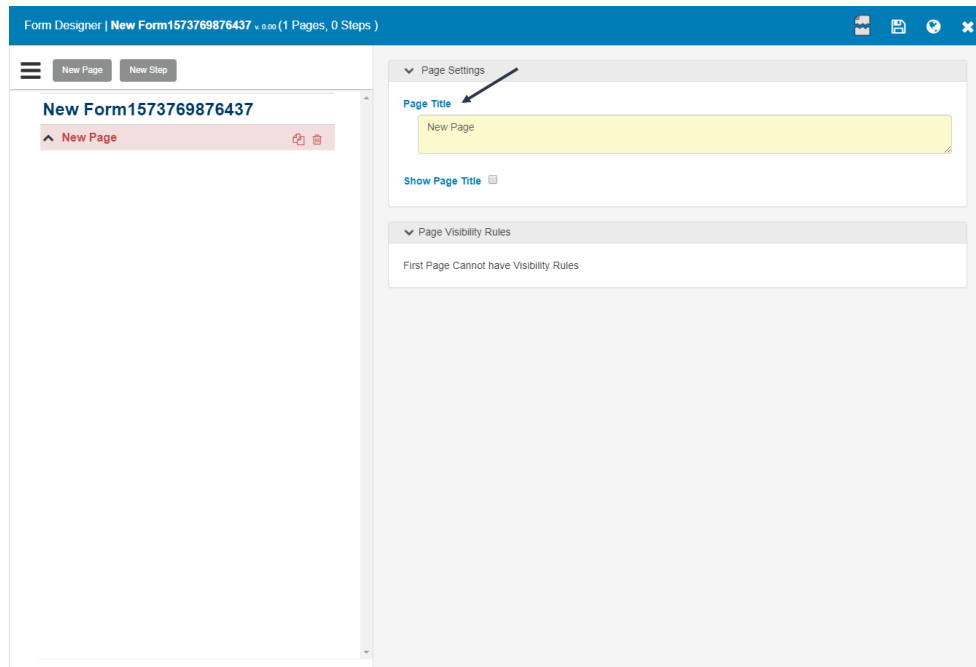 Form Designer | New Form1573769876437 v. 0.00 (1 Pages, 0 Steps )
New Page New Step
New Form1573769876437
New Page
Page Settings
Page Title
New Page
Show Page Title
Page Visibility Rules
First Page Cannot have Visibility Rules